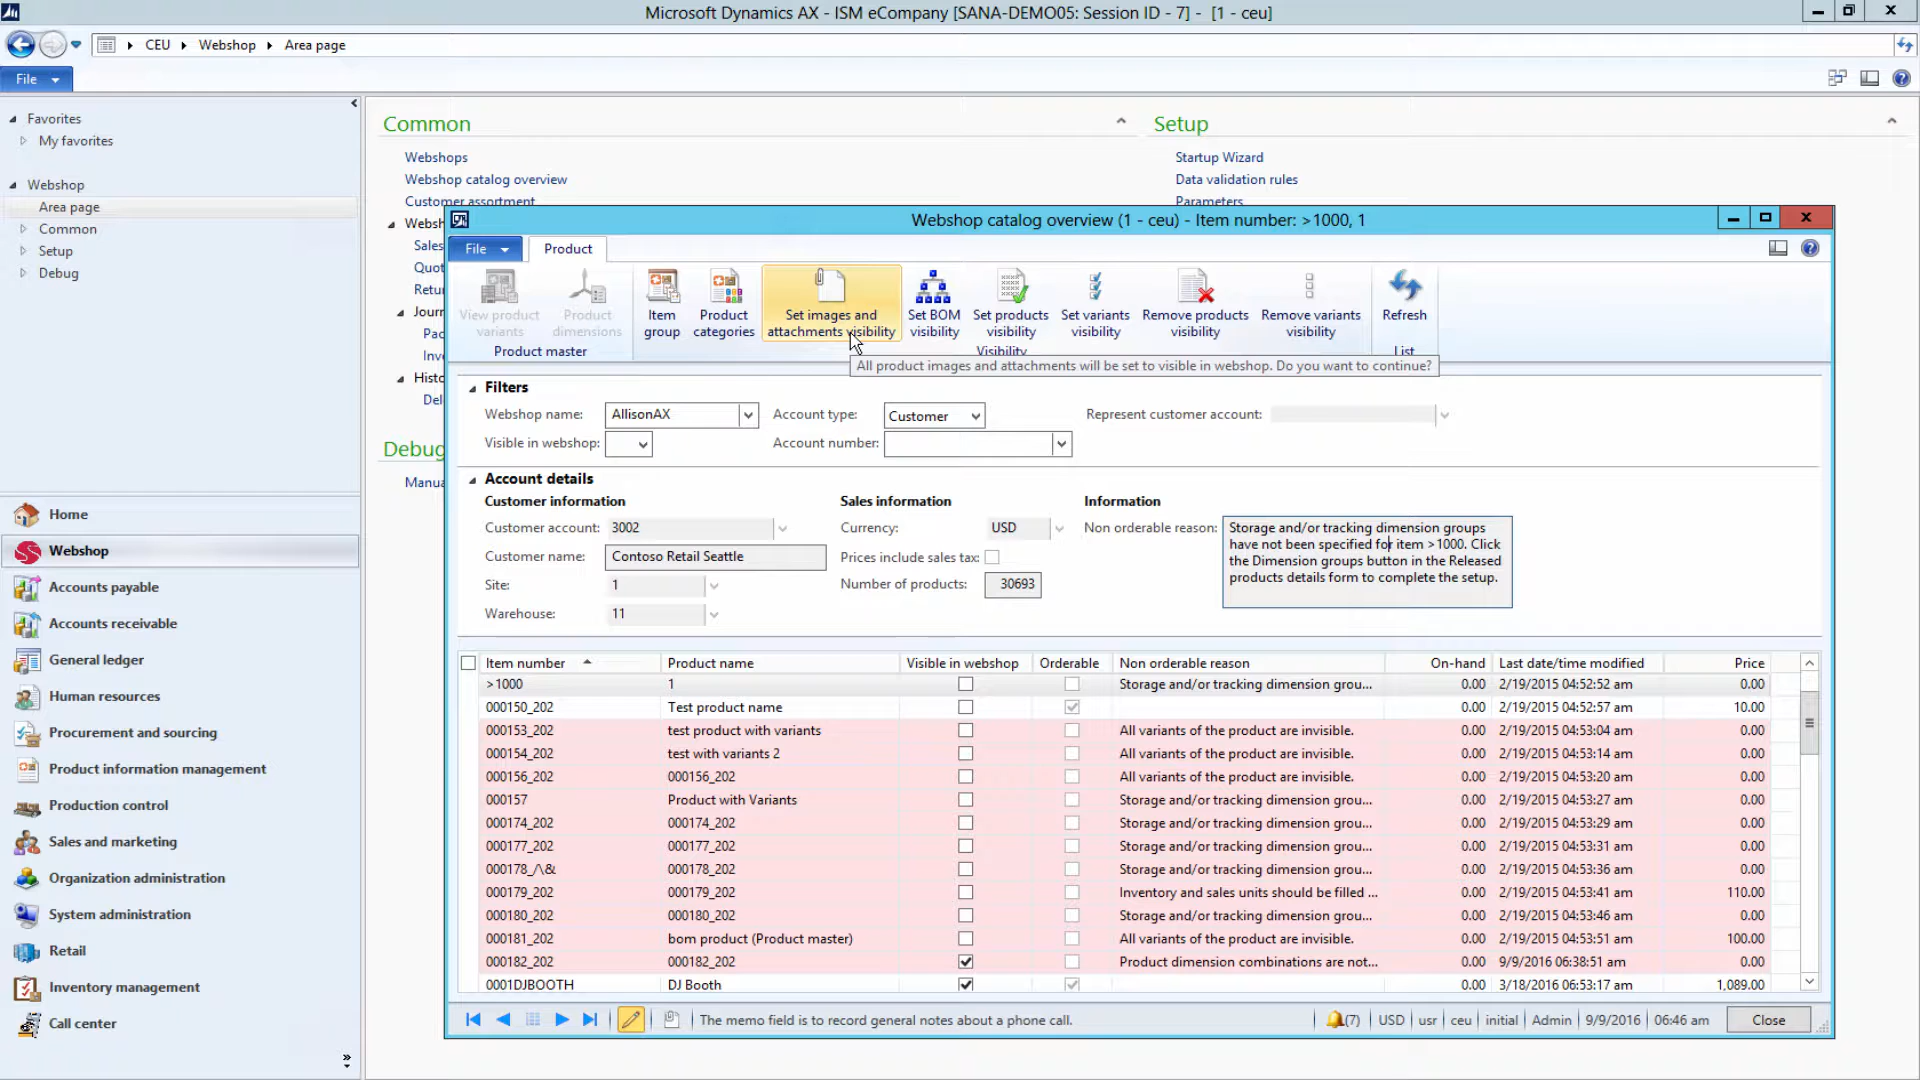 Microsoft Dynamics AX - ISM eCompany [SANA-DEMO05: Session ID - 7] - [1 - ceu]
CEU Webshop Area page
File
Favorites
My favorites
Webshop
Area page
Common
Setup
Debug
Home
Webshop
Accounts payable
Accounts receivable
General ledger
Human resources
Procurement and sourcing
Product information management
Production control
Sales and marketing
Organization administration
System administration
Retail
Inventory management
Call center
Common
Webshops
Webshop catalog overview
Customer assortment
Websh
Sales
Quot
Retur
Journ
Pac
Inv
Histo
Del
Debug
Manua
Setup
Startup Wizard
Data validation rules
Parameters
Webshop catalog overview (1 - ceu) - Item number: >1000, 1
File Product
View product variants
Product dimensions
Product master
Item group
Product categories
Set images and attachments visibility
Set BOM visibility
Set products visibility
Set variants visibility
Remove products visibility
Remove variants visibility
Visibility
Refresh
List
All product images and attachments will be set to visible in webshop. Do you want to continue?
Filters
Webshop name: AllisonAX Account type: Customer Represent customer account:
Visible in webshop: Account number:
Account details
Customer information Sales information Information
Customer account: 3002 Currency: USD Non orderable reason:
Customer name: Contoso Retail Seattle Prices include sales tax:
Site: 1 Number of products: 30693
Warehouse: 11
Storage and/or tracking dimension groups
have not been specified for item >1000. Click
the Dimension groups button in the Released
products details form to complete the setup.
Item number Product name Visible in webshop Orderable Non orderable reason On-hand Last date/time modified Price
>1000 1 Storage and/or tracking dimension grou... 0.00 2/19/2015 04:52:52 am 0.00
000150_202 Test product name 0.00 2/19/2015 04:52:57 am 10.00
000153_202 test product with variants All variants of the product are invisible. 0.00 2/19/2015 04:53:04 am 0.00
000154_202 test with variants 2 All variants of the product are invisible. 0.00 2/19/2015 04:53:14 am 0.00
000156_202 000156_202 All variants of the product are invisible. 0.00 2/19/2015 04:53:20 am 0.00
000157 Product with Variants Storage and/or tracking dimension grou... 0.00 2/19/2015 04:53:27 am 0.00
000174_202 000174_202 Storage and/or tracking dimension grou... 0.00 2/19/2015 04:53:29 am 0.00
000177_202 000177_202 Storage and/or tracking dimension grou... 0.00 2/19/2015 04:53:31 am 0.00
000178_/\& 000178_202 Storage and/or tracking dimension grou... 0.00 2/19/2015 04:53:36 am 0.00
000179_202 000179_202 Inventory and sales units should be filled ... 0.00 2/19/2015 04:53:41 am 110.00
000180_202 000180_202 Storage and/or tracking dimension grou... 0.00 2/19/2015 04:53:46 am 0.00
000181_202 bom product (Product master) All variants of the product are invisible. 0.00 2/19/2015 04:53:51 am 100.00
000182_202 000182_202 Product dimension combinations are not... 0.00 9/9/2016 06:38:51 am 0.00
0001DJBOOTH DJ Booth 0.00 3/18/2016 06:53:17 am 1,089.00
The memo field is to record general notes about a phone call. (7) USD usr ceu initial Admin 9/9/2016 06:46 am Close